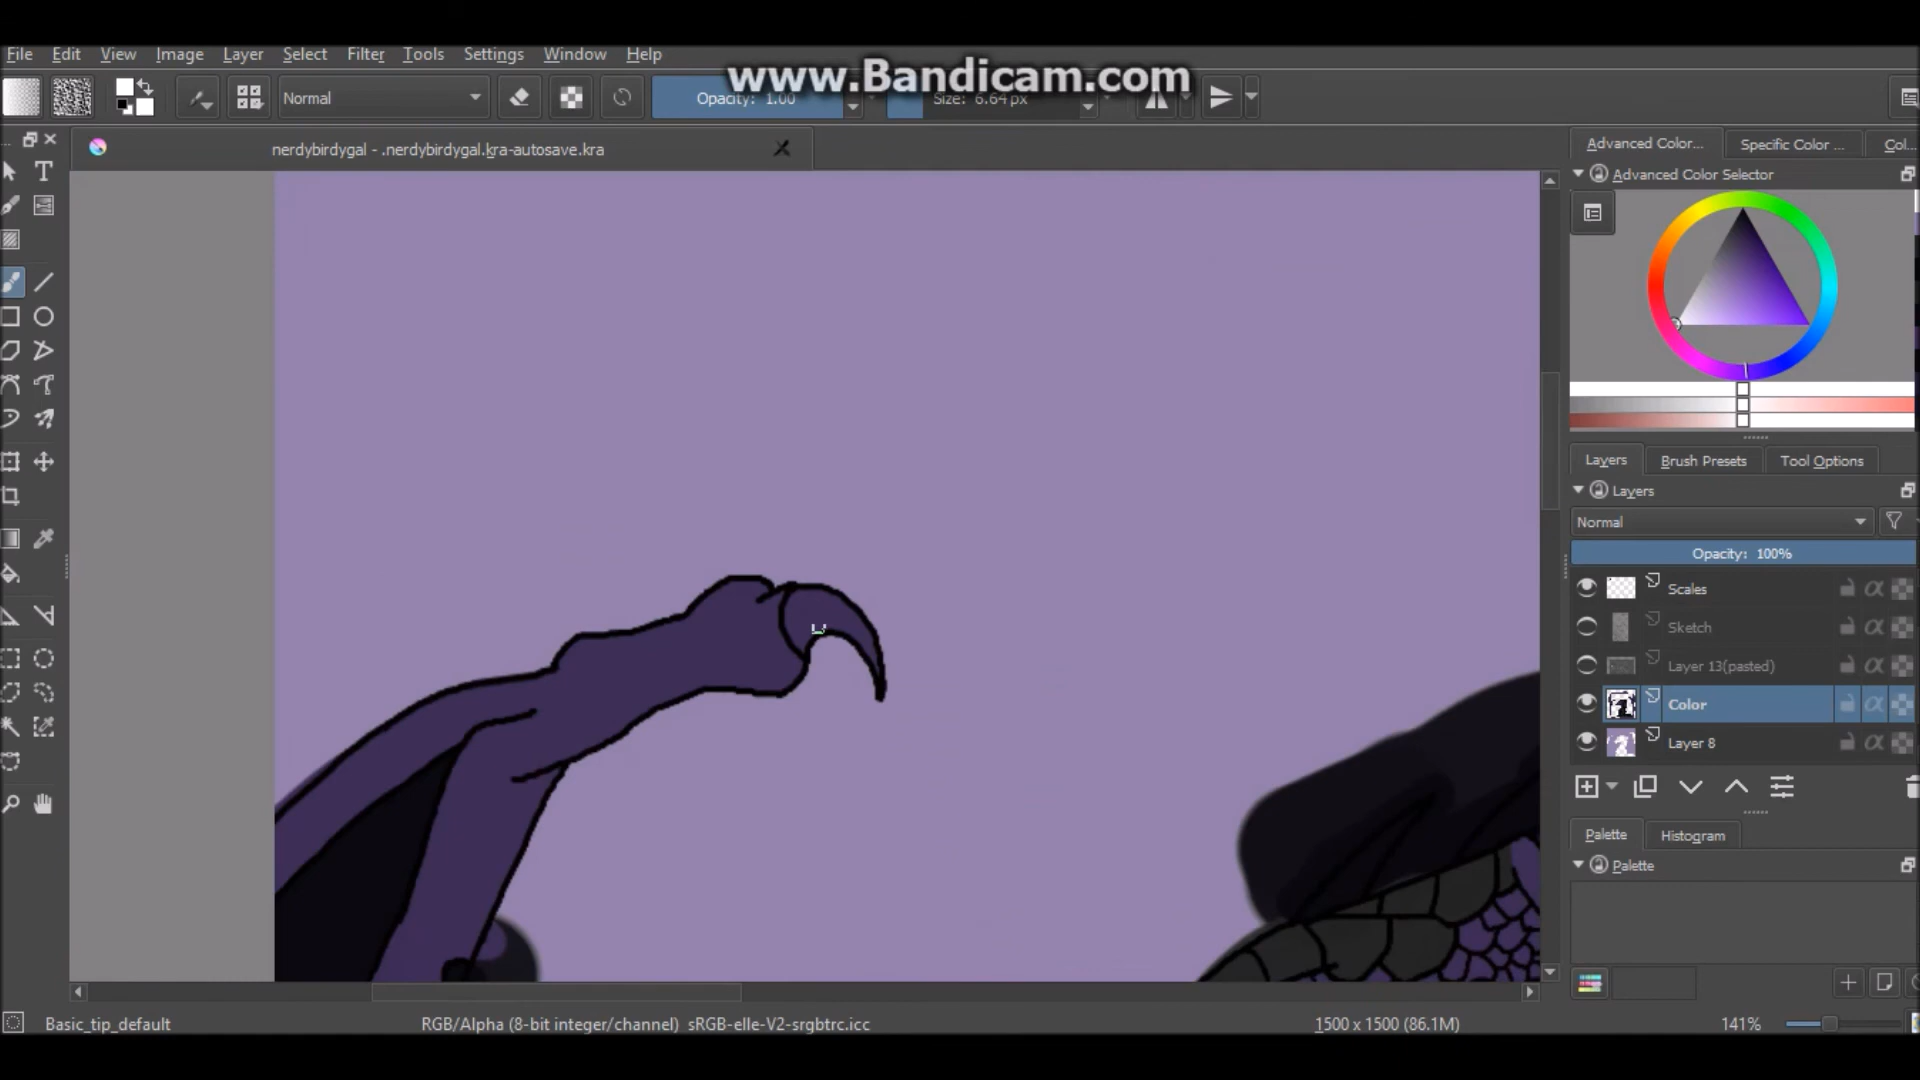 www.Bandicam.com
File Edit View Image Layer Select Filter Tools Settings Window Help
Normal Opacity: 1.00 Size: 6.64 px
nerdybirdygal - .nerdybirdygal.kra-autosave.kra
Advanced Color... Specific Color ... Col...
Advanced Color Selector
Layers Brush Presets Tool Options
Layers
Normal
Opacity: 100%
Scales
Sketch
Layer 13(pasted)
Color
Layer 8
Palette Histogram
Palette
Basic_tip_default RGB/Alpha (8-bit integer/channel) sRGB-elle-V2-srgbtrc.icc 1500 x 1500 (86.1M) 141%